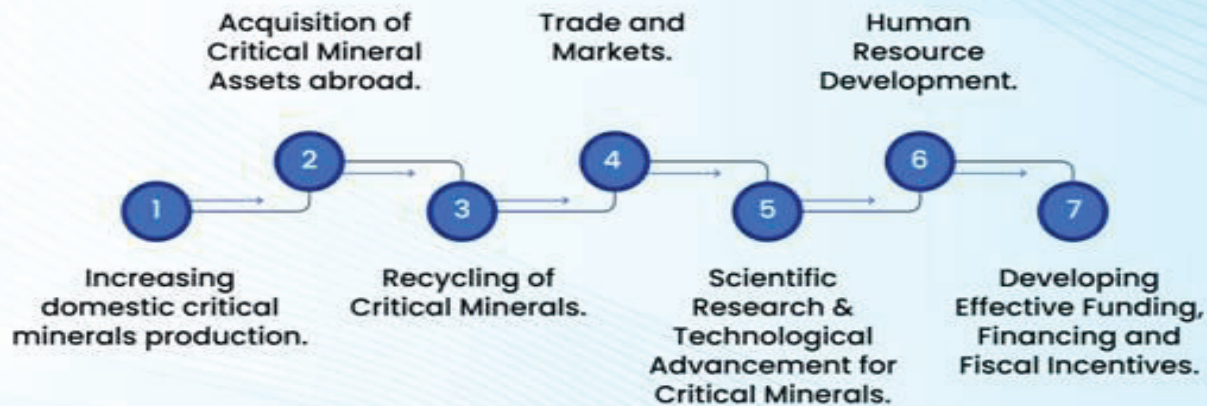 1
Increasing
domestic critical
minerals production.
Acquisition of
Critical Mineral
Assets abroad.
2
3
Recycling of
Critical Minerals.
Trade and
Markets.
4
5
Scientific
Research &
Technological
Advancement for
Critical Minerals.
Human
Resource
Development.
6
7
Developing
Effective Funding,
Financing and
Fiscal Incentives.